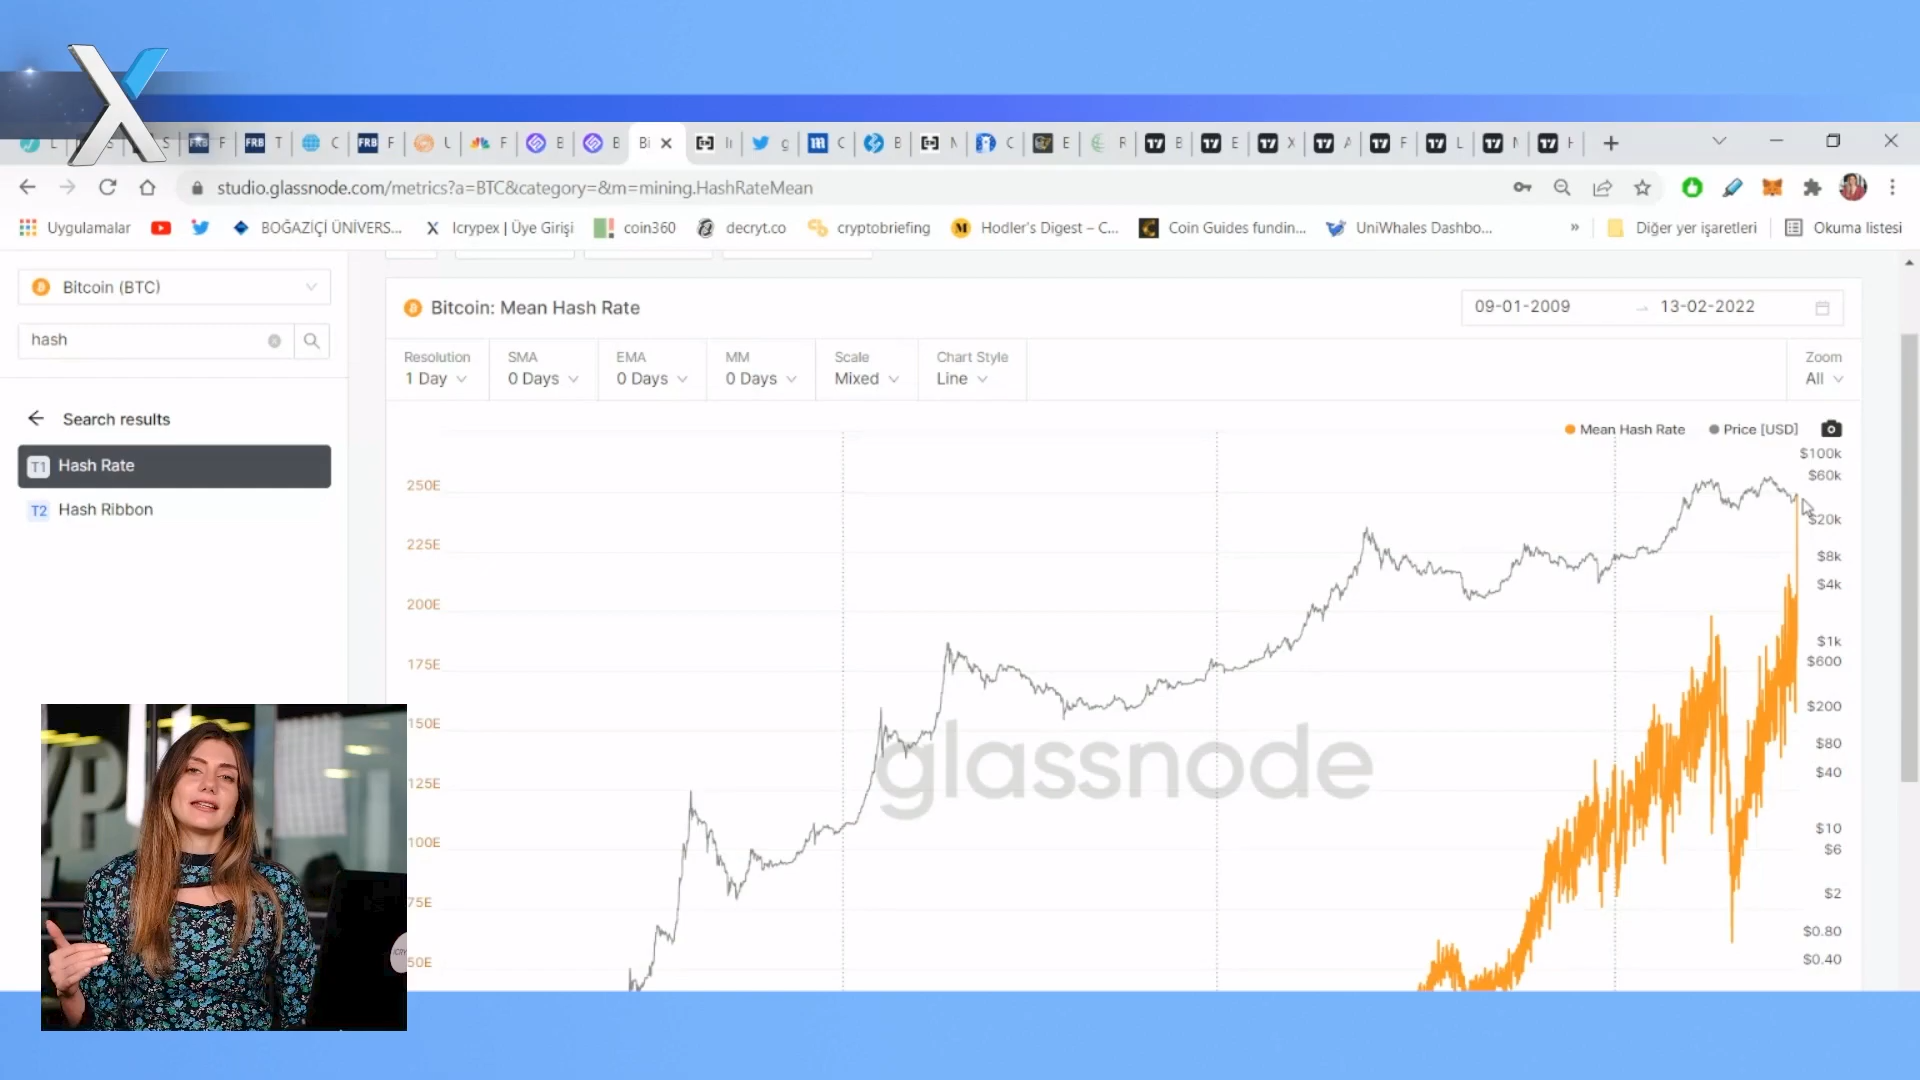 X
studio.glassnode.com/metrics?a=BTC&category=&m=mining.HashRateMean
Uygulamalar
BOĞAZİÇİ ÜNİVERS...
Icrypex | Üye Girişi
coin360
decryt.co
cryptobriefing
Hodler's Digest – C...
Coin Guides fundin...
UniWhales Dashbo...
»
Diğer yer işaretleri
Okuma listesi
Bitcoin (BTC)
hash
Search results
T1 Hash Rate
T2 Hash Ribbon
Bitcoin: Mean Hash Rate
09-01-2009 → 13-02-2022
Resolution
1 Day
SMA
0 Days
EMA
0 Days
MM
0 Days
Scale
Mixed
Chart Style
Line
Zoom
All
Mean Hash Rate
Price [USD]
250E
225E
200E
175E
150E
125E
100E
75E
50E
$100k
$60k
$20k
$8k
$4k
$1k
$600
$200
$80
$40
$10
$6
$2
$0.80
$0.40
glassnode